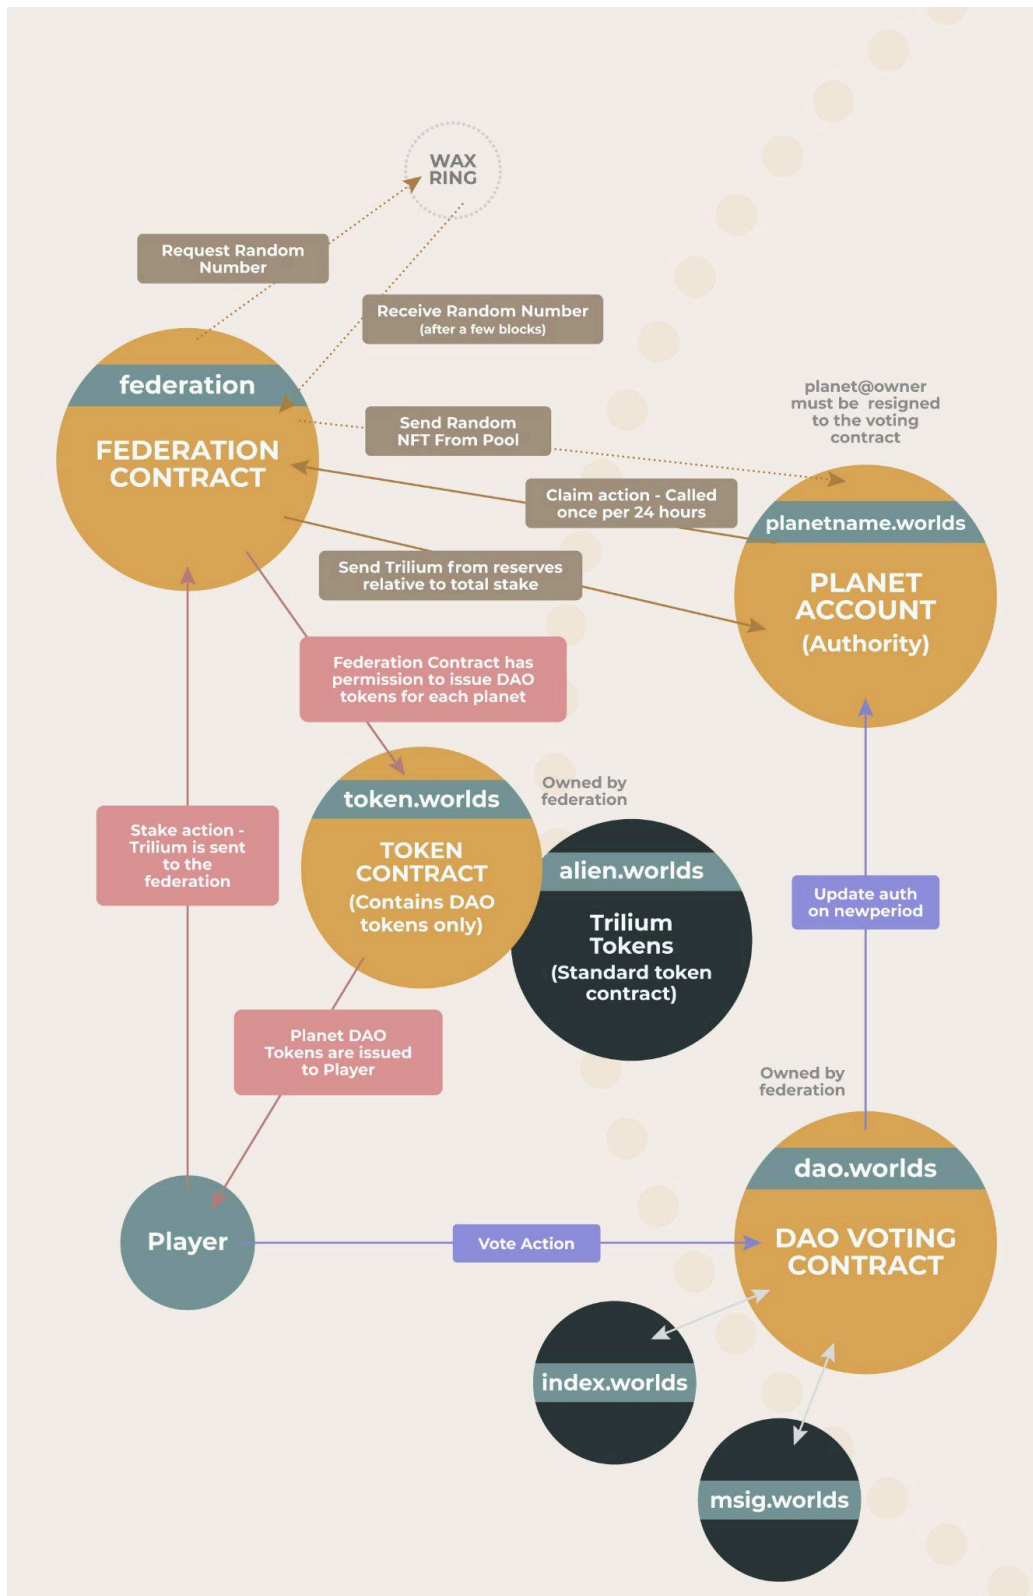 WAX
RING
Request Random
Number
Receive Random Number
(after a few blocks)
federation
FEDERATION
CONTRACT
Send Random
NFT From Pool
planet@owner
must be resigned
to the voting
contract
Claim action - Called
once per 24 hours
planetname.worlds
PLANET
ACCOUNT
(Authority)
Send Trilium from reserves
relative to total stake
Federation Contract has
permission to issue DAO
tokens for each planet
token.worlds
TOKEN
CONTRACT
(Contains DAO
tokens only)
Owned by
federation
alien.worlds
Trilium
Tokens
(Standard token
contract)
Stake action -
Trilium is sent
to the
federation
Update auth
on newperiod
Planet DAO
Tokens are issued
to Player
Owned by
federation
dao.worlds
DAO VOTING
CONTRACT
Player
Vote Action
index.worlds
msig.worlds